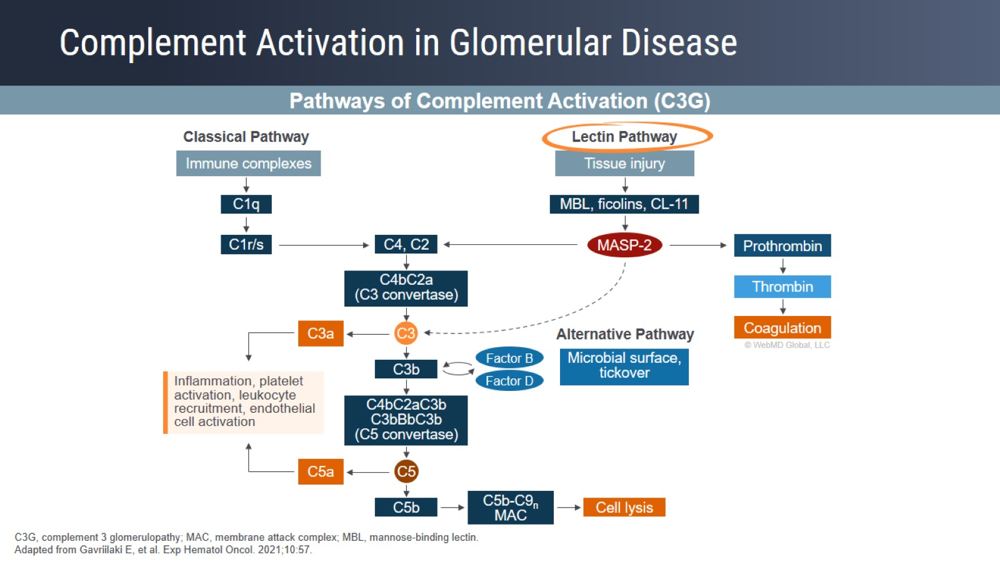 Complement Activation in Glomerular Disease
Pathways of Complement Activation (C3G)
Classical Pathway
Immune complexes
C1q
C1r/s
Lectin Pathway
Tissue injury
MBL, ficolins, CL-11
MASP-2
C4, C2
C4bC2a
(C3 convertase)
Prothrombin
Thrombin
Coagulation
© WebMD Global, LLC
C3a
C3
Alternative Pathway
Microbial surface,
tickover
C3b
Factor B
Factor D
Inflammation, platelet
activation, leukocyte
recruitment, endothelial
cell activation
C4bC2aC3b
C3bBbC3b
(C5 convertase)
C5a
C5
C5b
C5b-C9n
MAC
Cell lysis
C3G, complement 3 glomerulopathy; MAC, membrane attack complex; MBL, mannose-binding lectin.
Adapted from Gavriilaki E, et al. Exp Hematol Oncol. 2021;10:57.